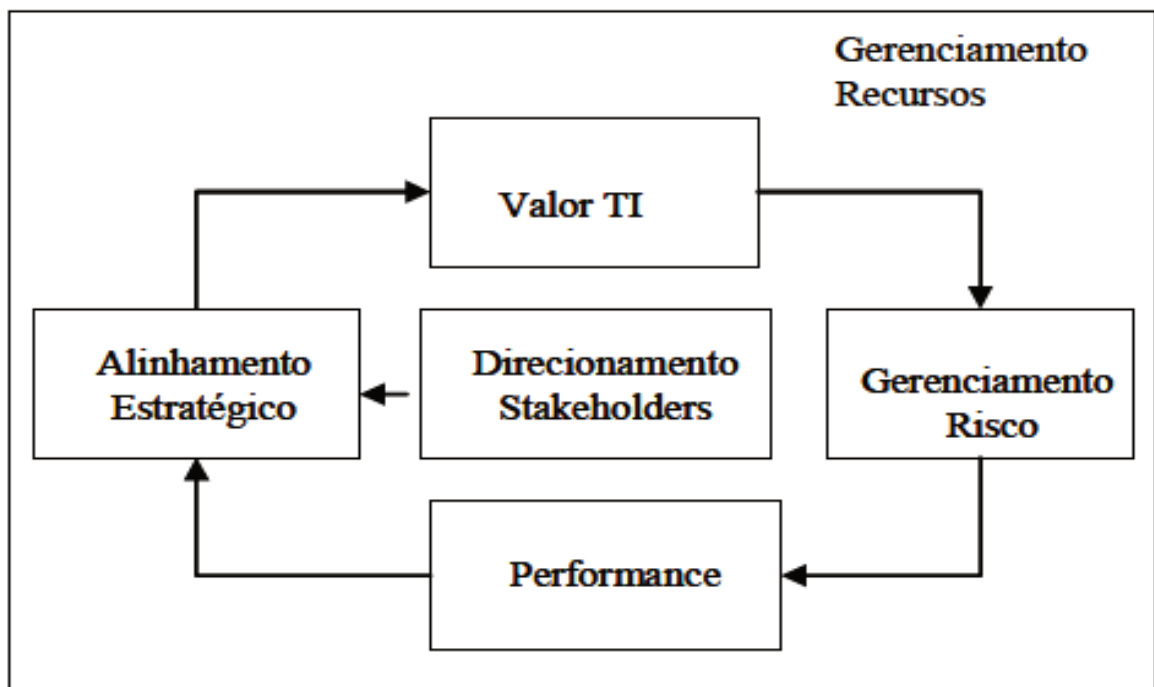 Gerenciamento
Recursos
Valor TI
Alinhamento
Estratégico
Direcionamento
Stakeholders
Gerenciamento
Risco
Performance